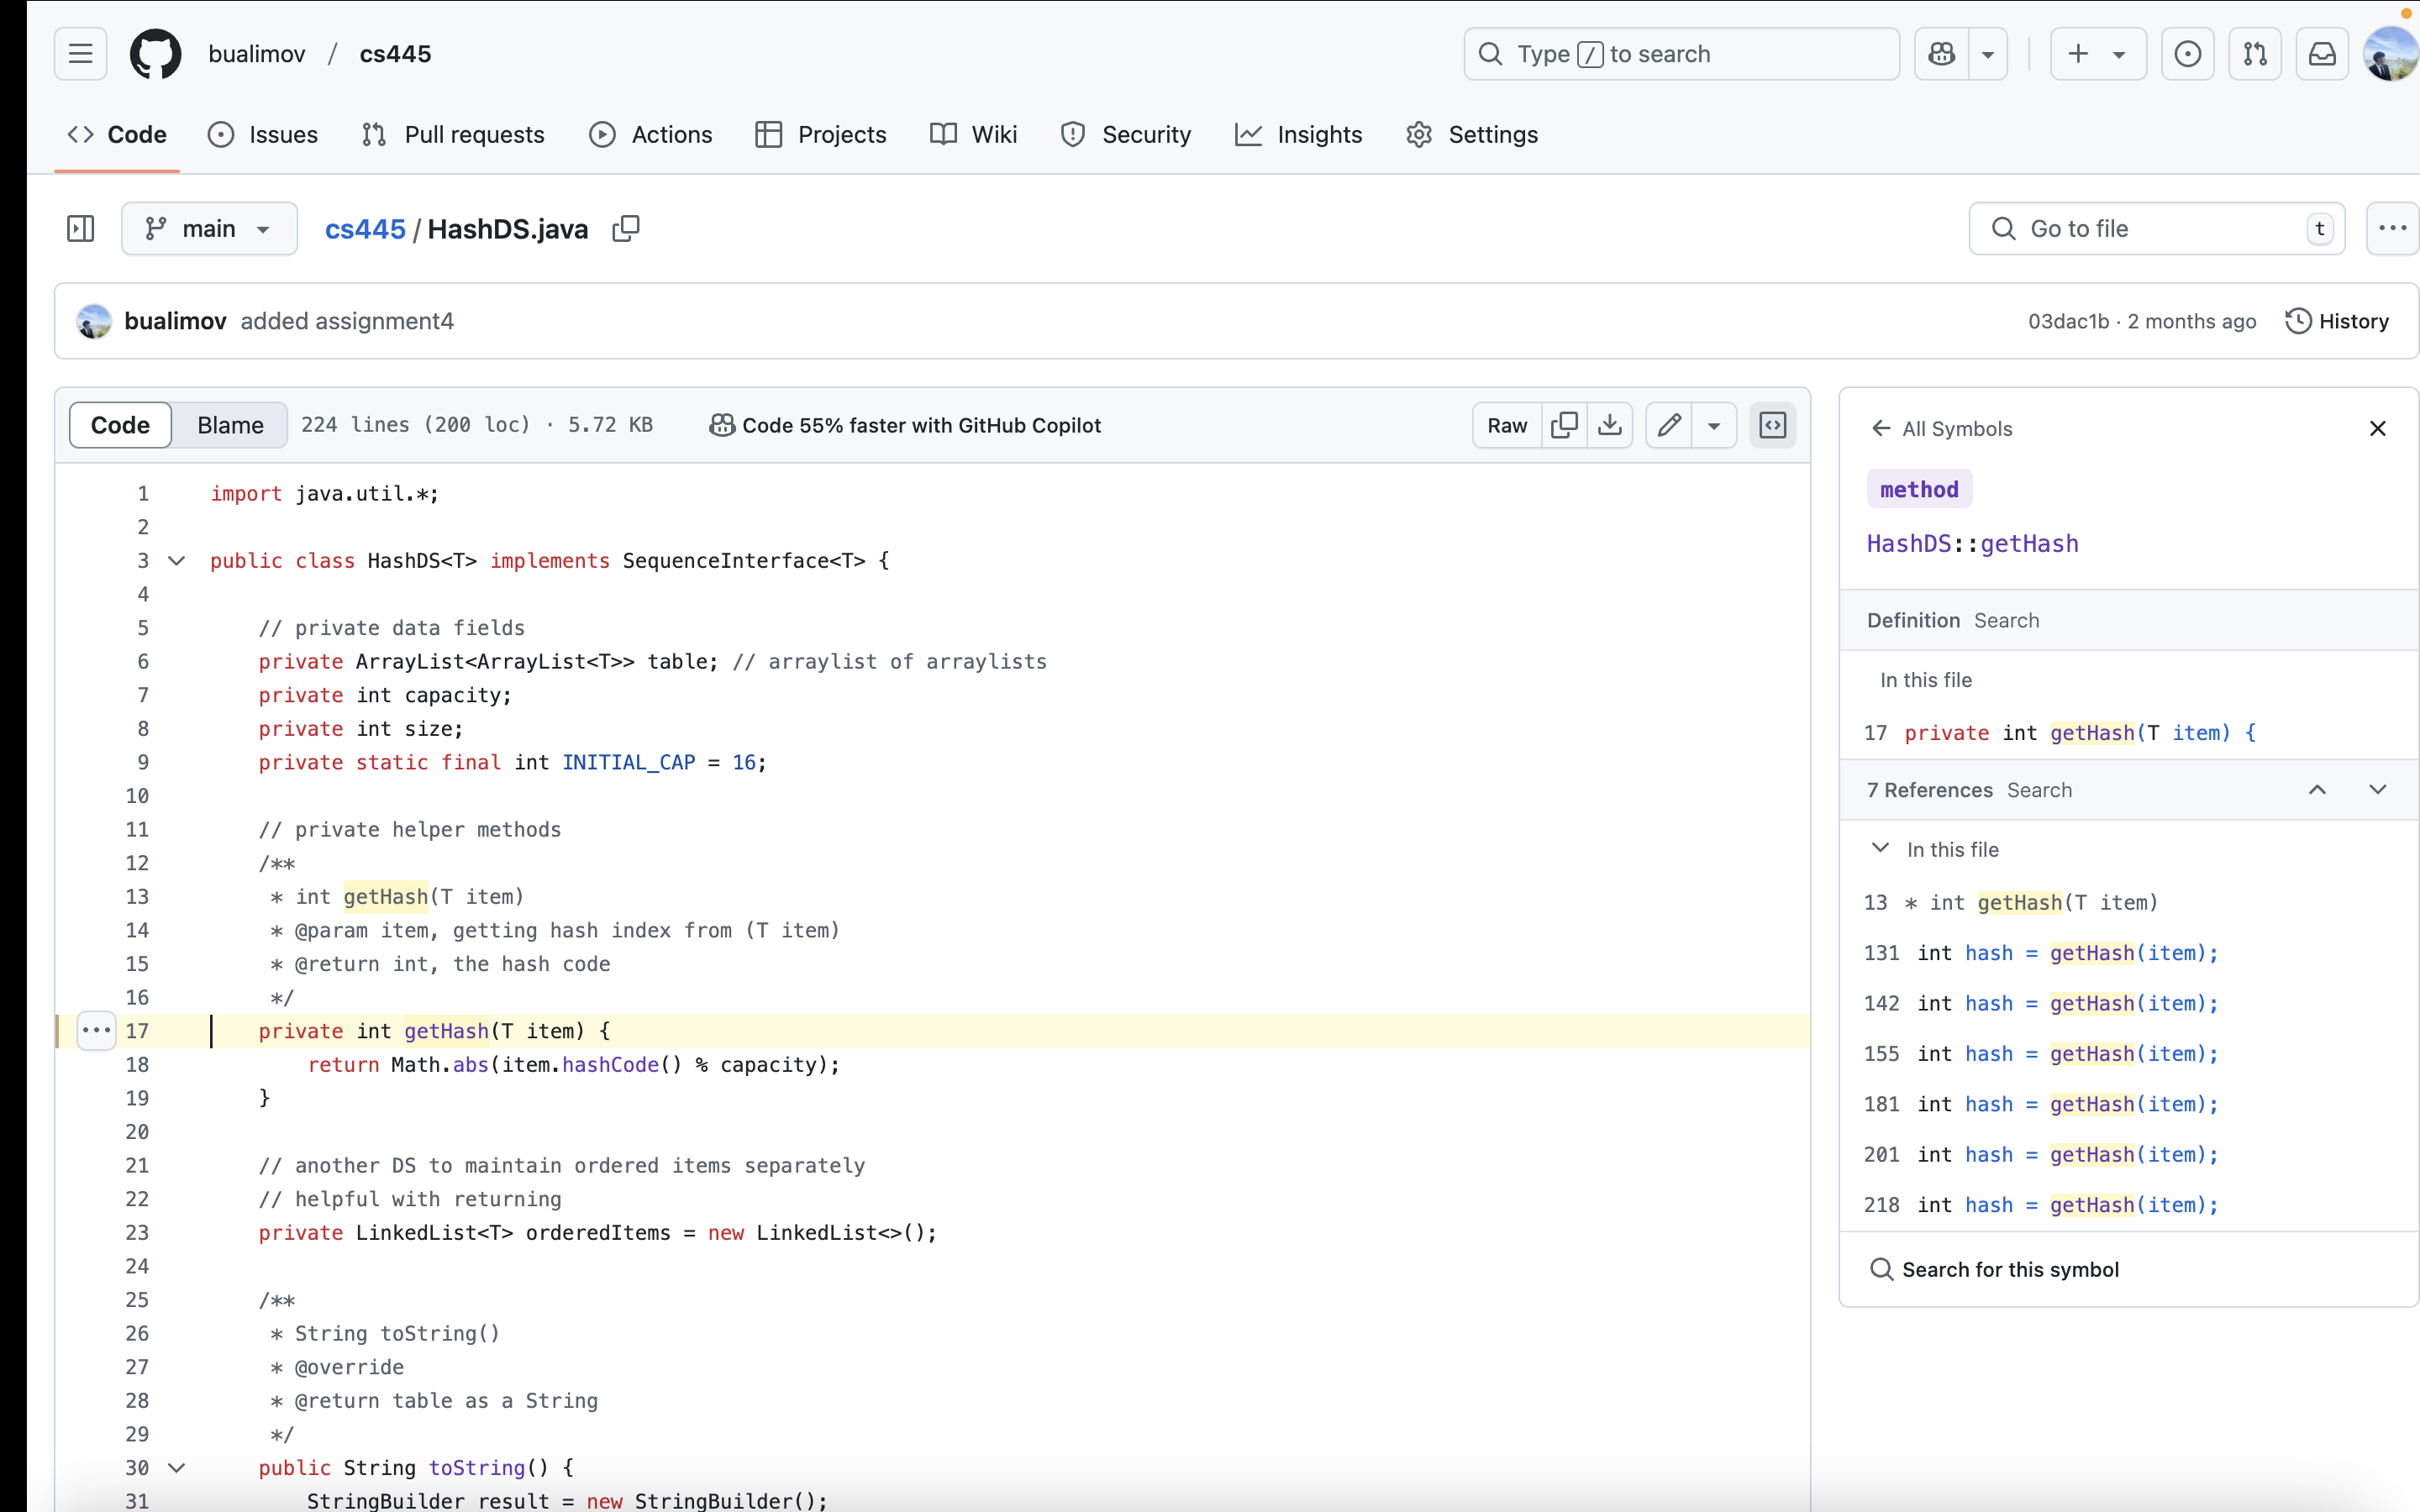 bualimov / cs445
Type / to search
Code
Issues
Pull requests
Actions
Projects
Wiki
Security
Insights
Settings
main
cs445 / HashDS.java
Go to file
t
bualimov added assignment4
03dac1b · 2 months ago
History
Code
Blame
224 lines (200 loc) · 5.72 KB
Code 55% faster with GitHub Copilot
Raw
1 import java.util.*;
2
3 public class HashDS<T> implements SequenceInterface<T> {
4
5 // private data fields
6 private ArrayList<ArrayList<T>> table; // arraylist of arraylists
7 private int capacity;
8 private int size;
9 private static final int INITIAL_CAP = 16;
10
11 // private helper methods
12 /**
13 * int getHash(T item)
14 * @param item, getting hash index from (T item)
15 * @return int, the hash code
16 */
17 private int getHash(T item) {
18 return Math.abs(item.hashCode() % capacity);
19 }
20
21 // another DS to maintain ordered items separately
22 // helpful with returning
23 private LinkedList<T> orderedItems = new LinkedList<>();
24
25 /**
26 * String toString()
27 * @override
28 * @return table as a String
29 */
30 public String toString() {
31 StringBuilder result = new StringBuilder();
All Symbols
method
HashDS::getHash
Definition Search
In this file
17 private int getHash(T item) {
7 References Search
In this file
13 * int getHash(T item)
131 int hash = getHash(item);
142 int hash = getHash(item);
155 int hash = getHash(item);
181 int hash = getHash(item);
201 int hash = getHash(item);
218 int hash = getHash(item);
Search for this symbol